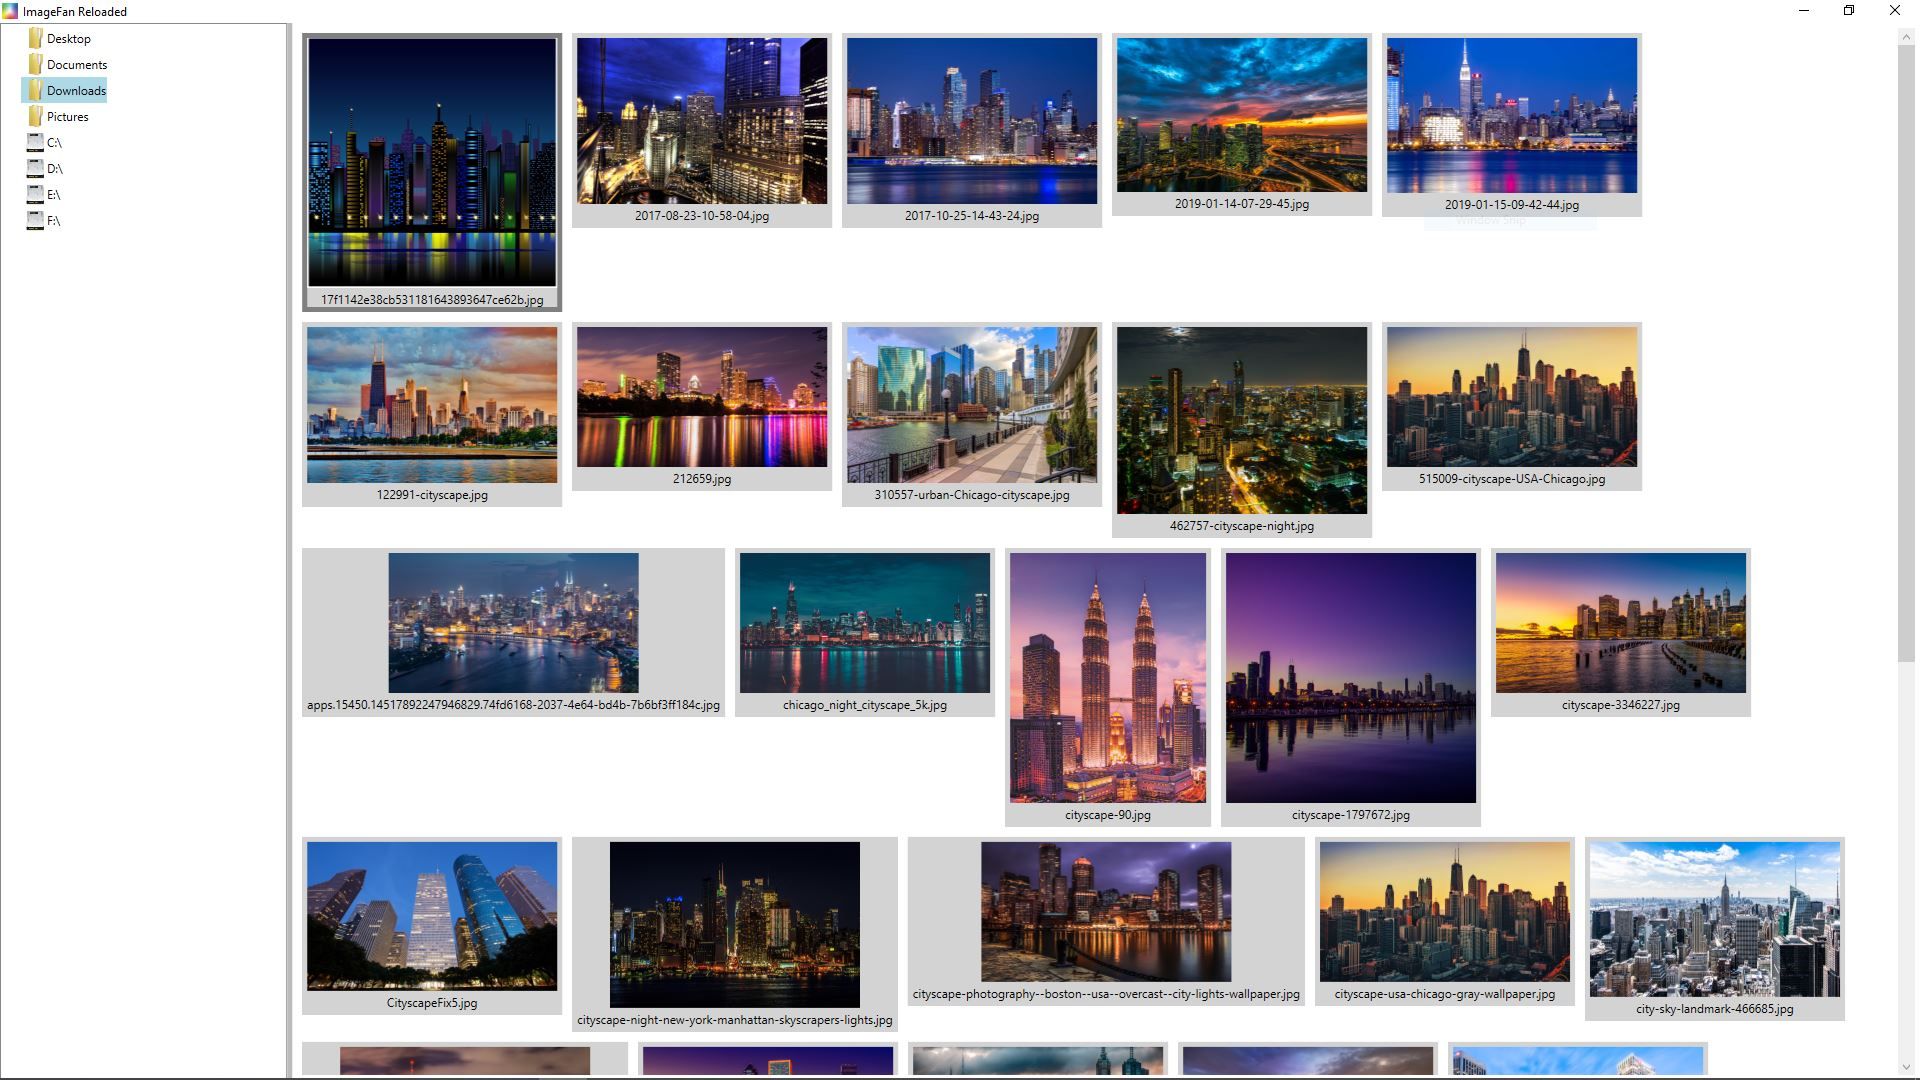 ImageFan Reloaded
Desktop
Documents
Downloads
Pictures
C:\
D:\
E:\
F:\
17f1142e38cb531181643893647ce62b.jpg
2017-08-23-10-58-04.jpg
2017-10-25-14-43-24.jpg
2019-01-14-07-29-45.jpg
2019-01-15-09-42-44.jpg
Window Snip
122991-cityscape.jpg
212659.jpg
310557-urban-Chicago-cityscape.jpg
462757-cityscape-night.jpg
515009-cityscape-USA-Chicago.jpg
apps.15450.14517892247946829.74fd6168-2037-4e64-bd4b-7b6bf3ff184c.jpg
chicago_night_cityscape_5k.jpg
cityscape-90.jpg
cityscape-1797672.jpg
cityscape-3346227.jpg
CityscapeFix5.jpg
cityscape-night-new-york-manhattan-skyscrapers-lights.jpg
cityscape-photography--boston--usa--overcast--city-lights-wallpaper.jpg
cityscape-usa-chicago-gray-wallpaper.jpg
city-sky-landmark-466685.jpg